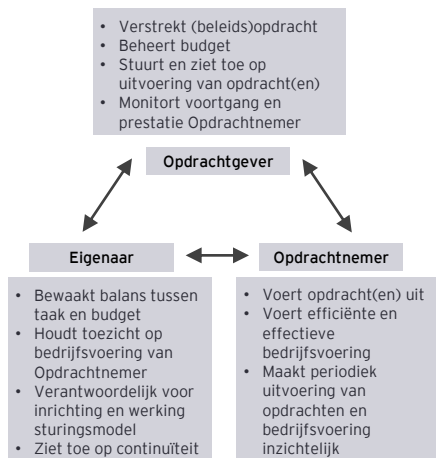 • Verstrekt (beleids)opdracht
• Beheert budget
• Stuurt en ziet toe op
uitvoering van opdracht(en)
• Monitort voortgang en
prestatie Opdrachtnemer
Opdrachtgever
Eigenaar
Opdrachtnemer
• Bewaakt balans tussen
taak en budget
• Houdt toezicht op
bedrijfsvoering van
Opdrachtnemer
• Verantwoordelijk voor
inrichting en werking
sturingsmodel
• Ziet toe op continuïteit
• Voert opdracht(en) uit
• Voert efficiënte en
effectieve
bedrijfsvoering
• Maakt periodiek
uitvoering van
opdrachten en
bedrijfsvoering
inzichtelijk